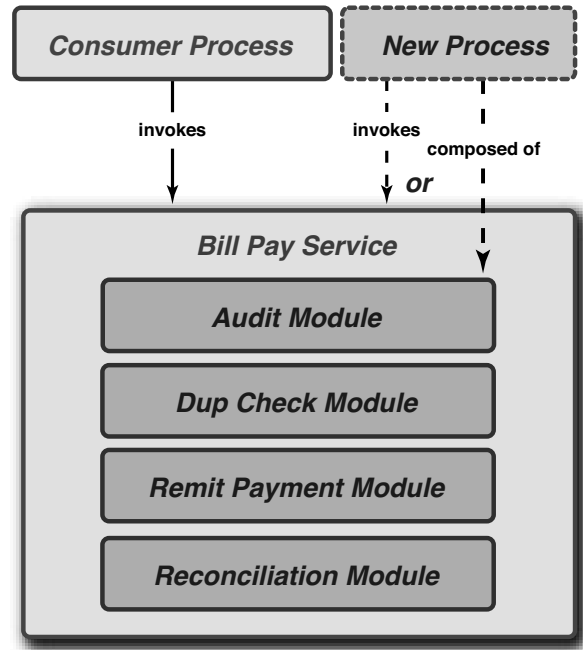 Consumer Process
New Process
invokes
invokes
composed of
or
Bill Pay Service
Audit Module
Dup Check Module
Remit Payment Module
Reconciliation Module